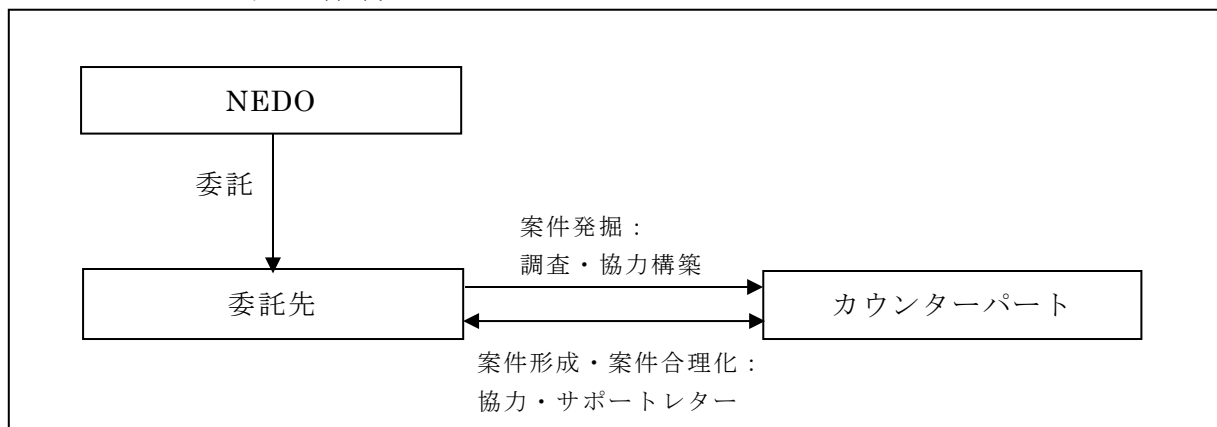 NEDO
委託
案件発掘:
調査・協力構築
委託先
カウンターパート
案件形成・案件合理化:
協力・サポートレター